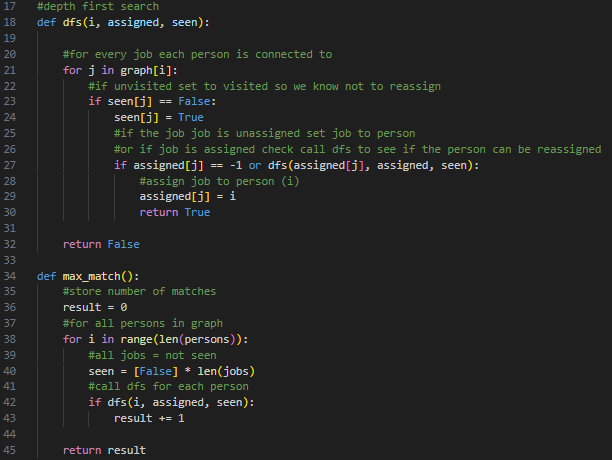 17 #depth first search
18 def dfs(i, assigned, seen):
19
20     #for every job each person is connected to
21     for j in graph[i]:
22         #if unvisited set to visited so we know not to reassign
23         if seen[j] == False:
24             seen[j] = True
25             #if the job job is unassigned set job to person
26             #or if job is assigned check call dfs to see if the person can be reassigned
27             if assigned[j] == -1 or dfs(assigned[j], assigned, seen):
28                 #assign job to person (i)
29                 assigned[j] = i
30                 return True
31
32     return False
33
34 def max_match():
35     #store number of matches
36     result = 0
37     #for all persons in graph
38     for i in range(len(persons)):
39         #all jobs = not seen
40         seen = [False] * len(jobs)
41         #call dfs for each person
42         if dfs(i, assigned, seen):
43             result += 1
44
45     return result